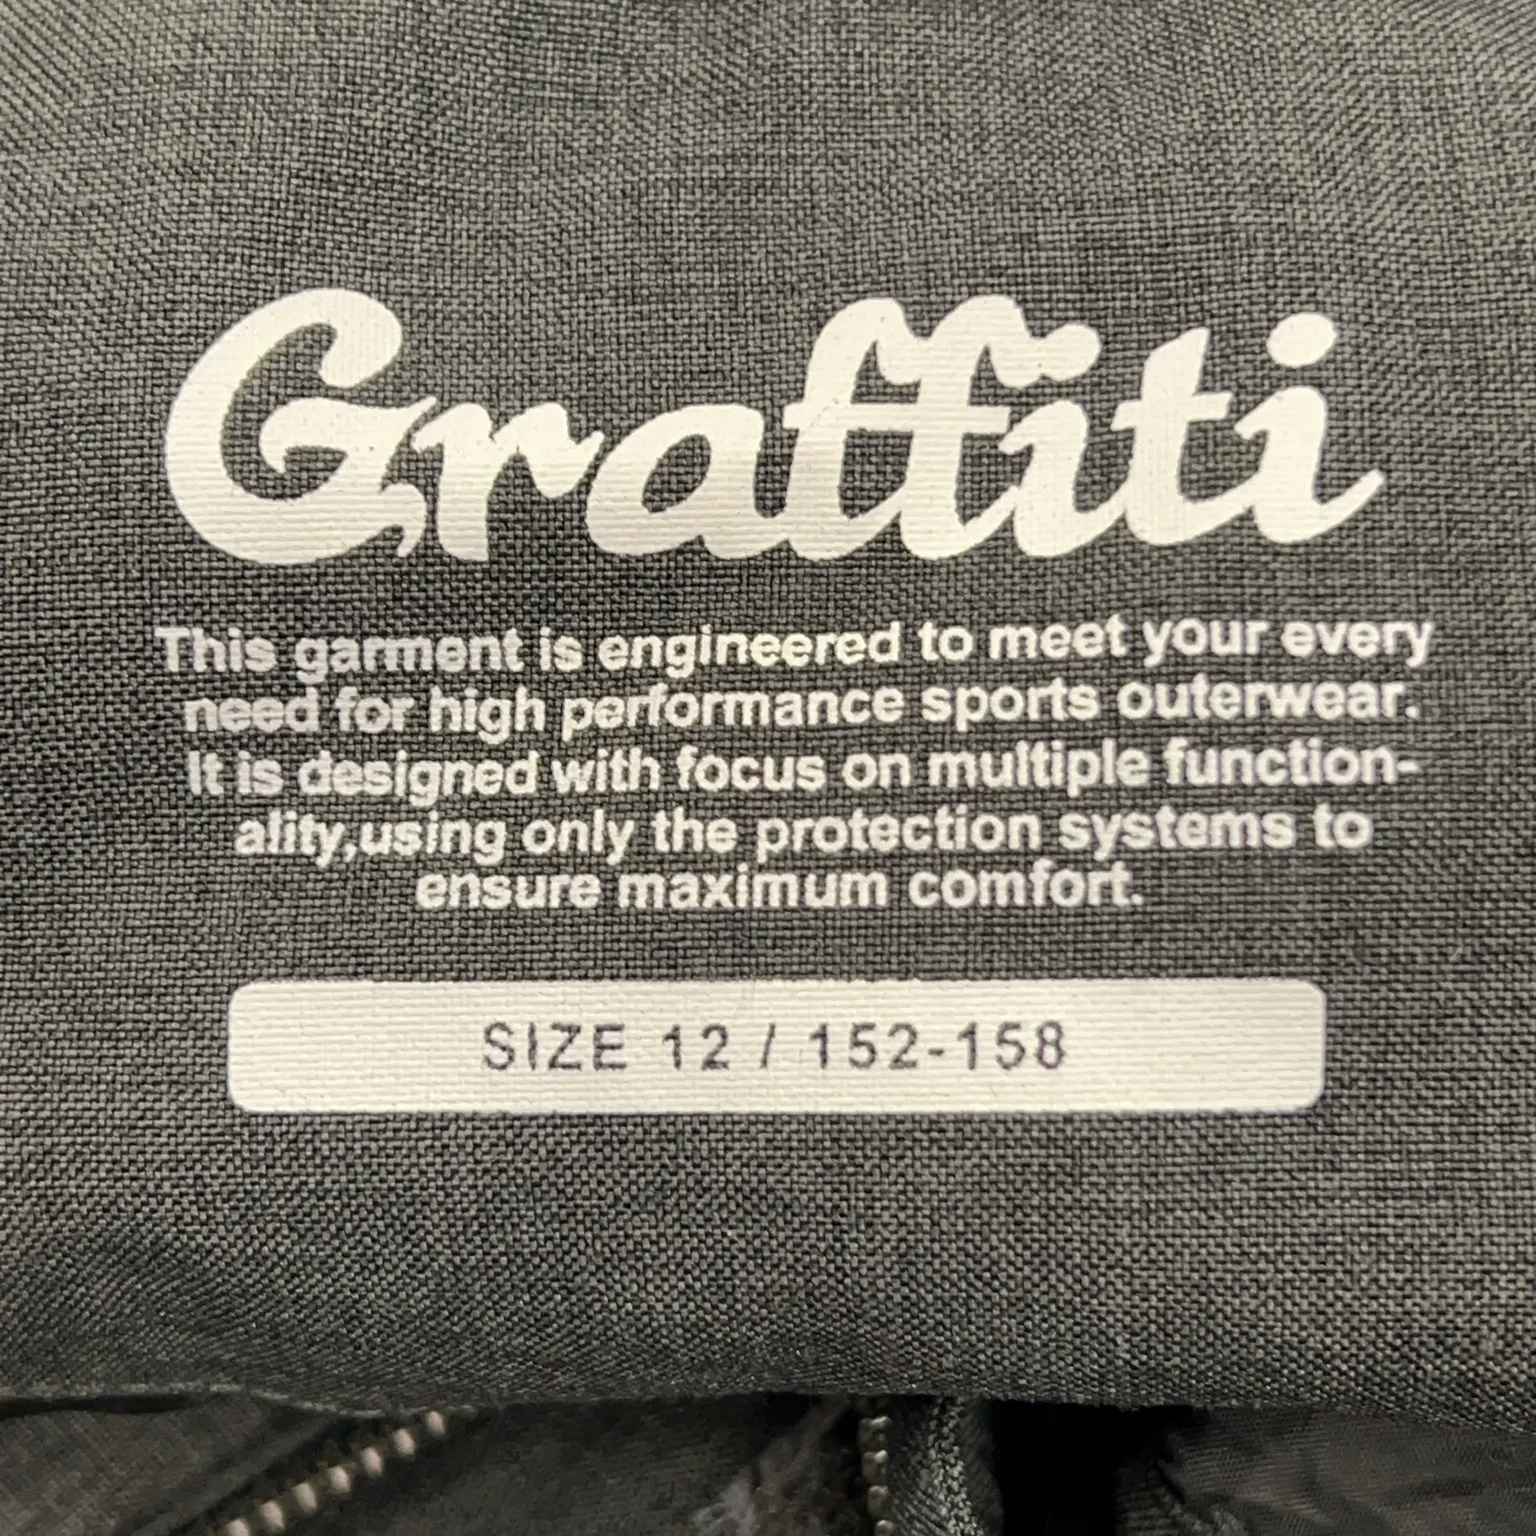 Graffiti
This garment is engineered to meet your every
need for high performance sports outerwear.
It is designed with focus on multiple function-
ality,using only the protection systems to
ensure maximum comfort.
SIZE 12 / 152-158